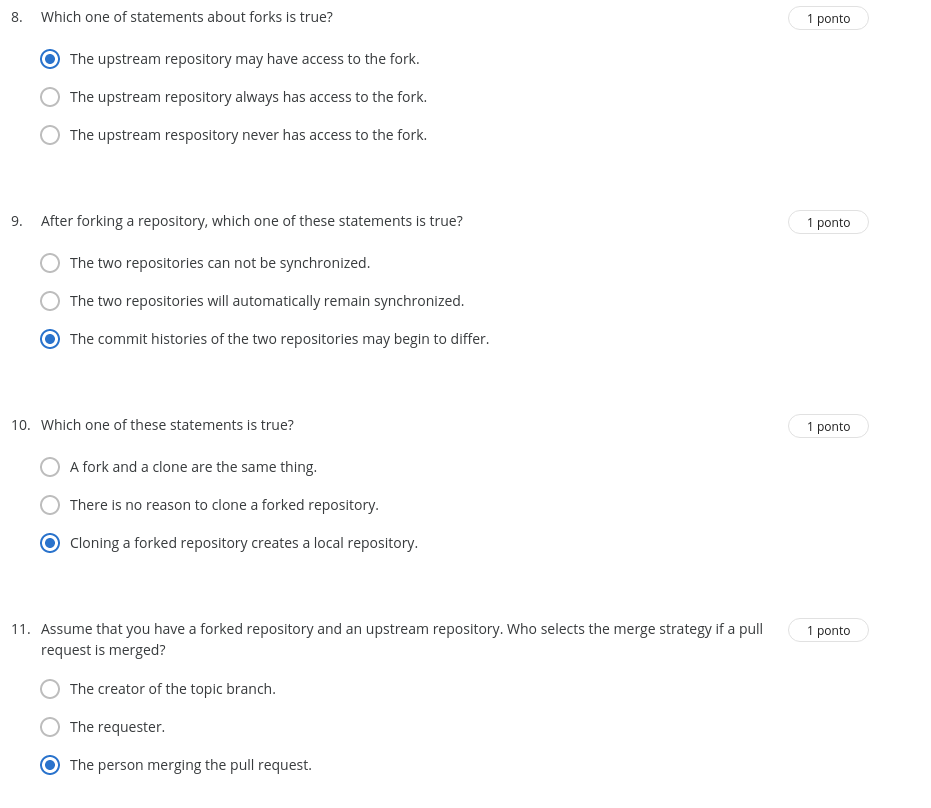 8. Which one of statements about forks is true? 1 ponto
The upstream repository may have access to the fork.
The upstream repository always has access to the fork.
The upstream respository never has access to the fork.
9. After forking a repository, which one of these statements is true? 1 ponto
The two repositories can not be synchronized.
The two repositories will automatically remain synchronized.
The commit histories of the two repositories may begin to differ.
10. Which one of these statements is true? 1 ponto
A fork and a clone are the same thing.
There is no reason to clone a forked repository.
Cloning a forked repository creates a local repository.
11. Assume that you have a forked repository and an upstream repository. Who selects the merge strategy if a pull 1 ponto
request is merged?
The creator of the topic branch.
The requester.
The person merging the pull request.